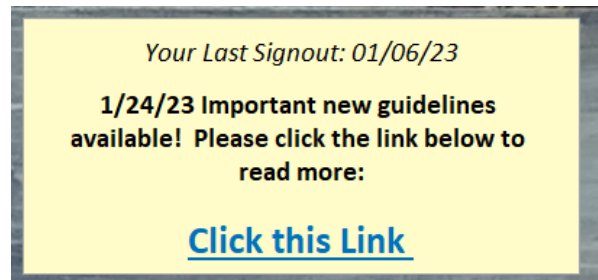 Your Last Signout: 01/06/23
1/24/23 Important new guidelines
available!  Please click the link below to
read more:
Click this Link